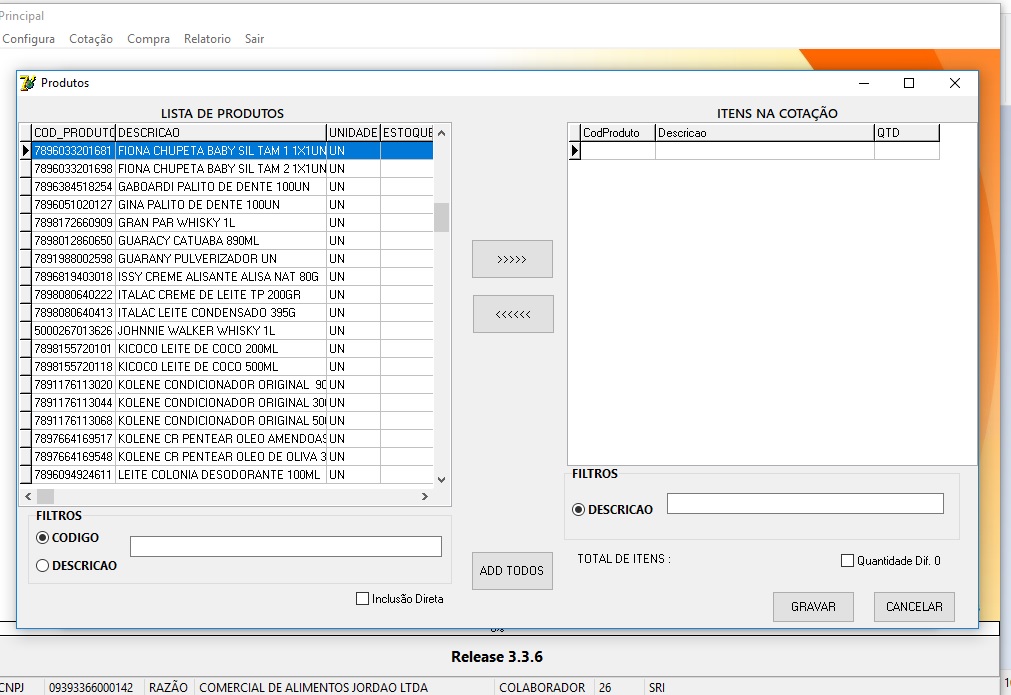 Principal
Configura Cotação Compra Relatorio Sair
Produtos
LISTA DE PRODUTOS
COD_PRODUTO DESCRICAO UNIDADE ESTOQUE
7896033201681 FIONA CHUPETA BABY SIL TAM 1 1X1UN UN
7896033201698 FIONA CHUPETA BABY SIL TAM 2 1X1UN UN
7896384518254 GABOARDI PALITO DE DENTE 100UN UN
7896051020127 GINA PALITO DE DENTE 100UN UN
7898172660909 GRAN PAR WHISKY 1L UN
7898012860650 GUARACY CATUABA 890ML UN
7891988002598 GUARANY PULVERIZADOR UN UN
7896819403018 ISSY CREME ALISANTE ALISA NAT 80G UN
7898080640222 ITALAC CREME DE LEITE TP 200GR UN
7898080640413 ITALAC LEITE CONDENSADO 395G UN
5000267013626 JOHNNIE WALKER WHISKY 1L UN
7898155720101 KICOCO LEITE DE COCO 200ML UN
7898155720118 KICOCO LEITE DE COCO 500ML UN
7891176113020 KOLENE CONDICIONADOR ORIGINAL 90 UN
7891176113044 KOLENE CONDICIONADOR ORIGINAL 300 UN
7891176113068 KOLENE CONDICIONADOR ORIGINAL 500 UN
7897664169517 KOLENE CR PENTEAR OLEO AMENDOAS UN
7897664169548 KOLENE CR PENTEAR OLEO DE OLIVA 3 UN
7896094924611 LEITE COLONIA DESODORANTE 100ML UN
FILTROS
CODIGO
DESCRICAO
Inclusão Direta
>>>>>
<<<<<<
ADD TODOS
ITENS NA COTAÇÃO
CodProduto Descricao QTD
FILTROS
DESCRICAO
TOTAL DE ITENS :
Quantidade Dif. 0
GRAVAR CANCELAR
0%
Release 3.3.6
CNPJ 09393366000142 RAZÃO COMERCIAL DE ALIMENTOS JORDAO LTDA COLABORADOR 26 SRI